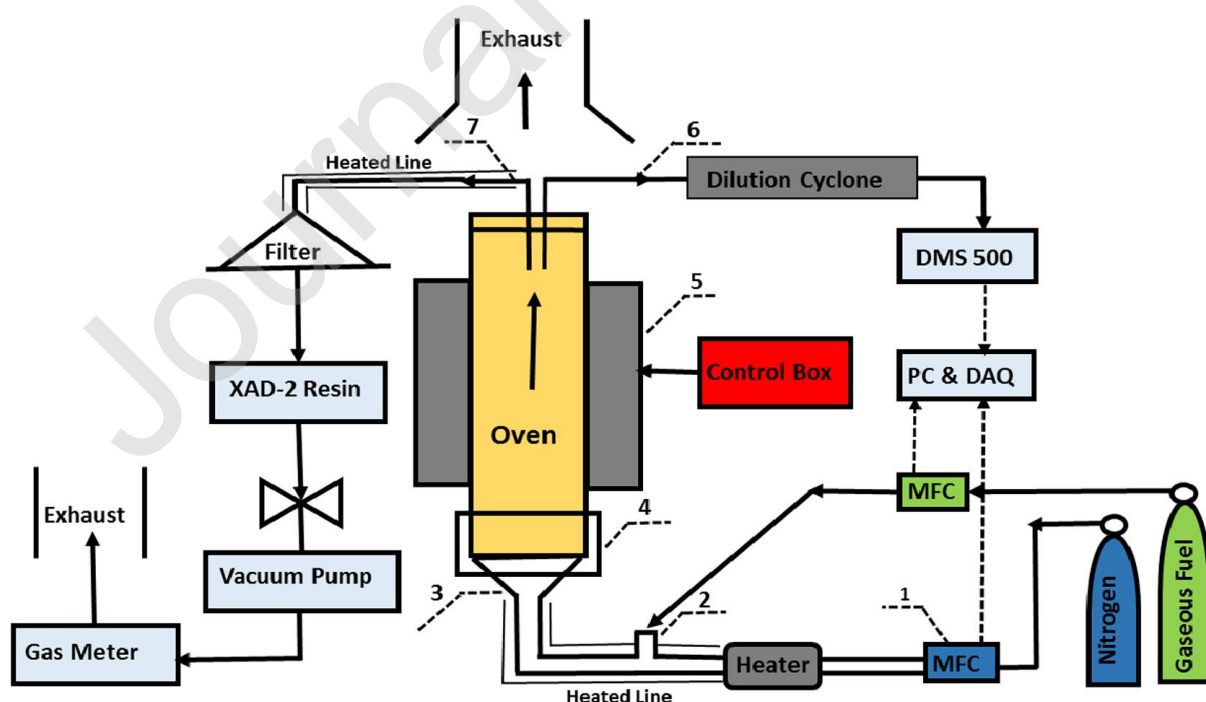 Journal
Exhaust
7
6
Heated Line
Dilution Cyclone
Filter
DMS 500
5
XAD-2 Resin
Control Box
PC & DAQ
Oven
MFC
Exhaust
4
Vacuum Pump
3
2
1
Gas Meter
Heater
MFC
Nitrogen
Gaseous Fuel
Heated Line